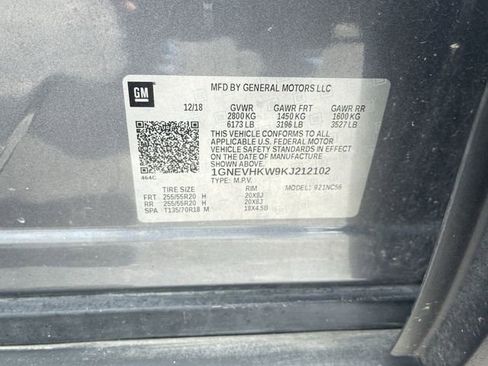 GM
MFD BY GENERAL MOTORS LLC
12/18 GVWR GAWR FRT GAWR RR
2800 KG 1450 KG 1600 KG
6173 LB 3196 LB 3527 LB
THIS VEHICLE CONFORMS TO ALL
APPLICABLE U.S. FEDERAL MOTOR
VEHICLE SAFETY STANDARDS IN
EFFECT ON THE DATE OF MANUFACTURE
SHOWN ABOVE.
1GNEVHKW9KJ212102
TYPE: M.P.V.
464C
TIRE SIZE RIM MODEL: 921NC56
FRT 255/55R20 H 20X8J
RR 255/55R20 H 20X8J
SPA T135/70R18 M 18X4.5B